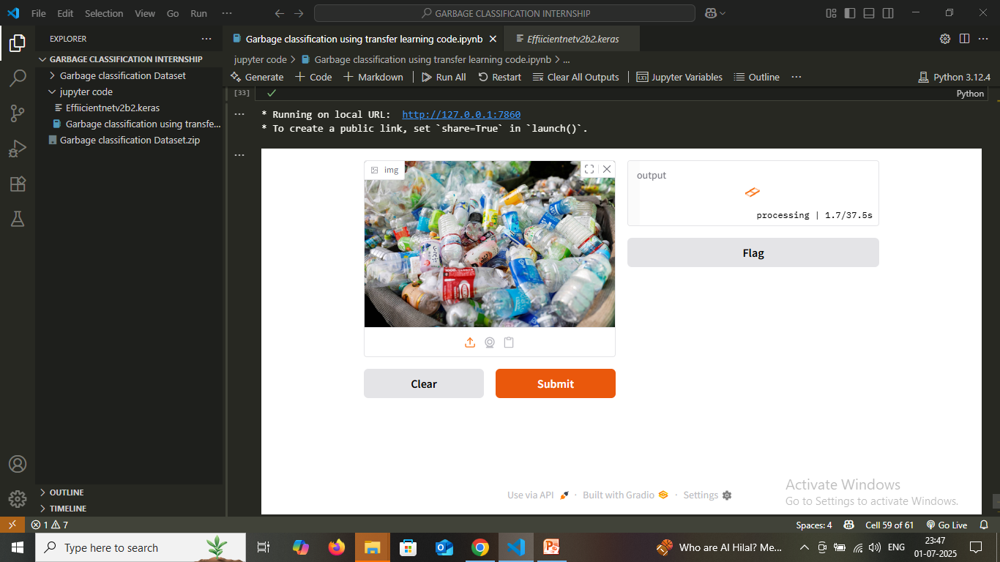 File Edit Selection View Go Run ···
GARBAGE CLASSIFICATION INTERNSHIP
EXPLORER
GARBAGE CLASSIFICATION INTERNSHIP
Garbage classification Dataset
jupyter code
Effiicientnetv2b2.keras
Garbage classification using transfe...
Garbage classification Dataset.zip
OUTLINE
TIMELINE
Garbage classification using transfer learning code.ipynb
Effiicientnetv2b2.keras
jupyter code > Garbage classification using transfer learning code.ipynb > ...
Generate + Code + Markdown Run All Restart Clear All Outputs Jupyter Variables Outline ··· Python 3.12.4
[33] Python
* Running on local URL: http://127.0.0.1:7860
* To create a public link, set `share=True` in `launch()`.
img
output
processing | 1.7/37.5s
Flag
Clear
Submit
Use via API · Built with Gradio · Settings
Activate Windows
Go to Settings to activate Windows.
1 7
Spaces: 4 Cell 59 of 61 Go Live
Type here to search
Who are Al Hilal? Me...
ENG
23:47
01-07-2025